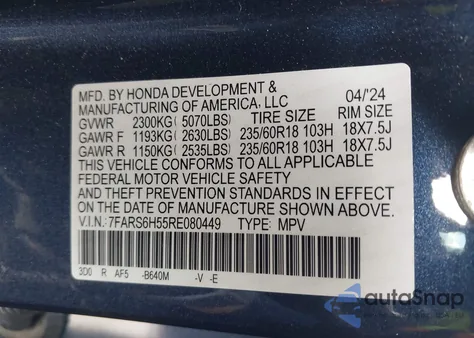 MFD. BY HONDA DEVELOPMENT &
MANUFACTURING OF AMERICA, LLC 04/'24
GVWR 2300KG ( 5070LBS) TIRE SIZE RIM SIZE
GAWR F 1193KG ( 2630LBS) 235/60R18 103H 18X7.5J
GAWR R 1150KG ( 2535LBS) 235/60R18 103H 18X7.5J
THIS VEHICLE CONFORMS TO ALL APPLICABLE
FEDERAL MOTOR VEHICLE SAFETY
AND THEFT PREVENTION STANDARDS IN EFFECT
ON THE DATE OF MANUFACTURE SHOWN ABOVE.
V.I.N.: 7FARS6H55RE080449 TYPE: MPV
3D0 R AF5 -B640M -V -E
autoSnap